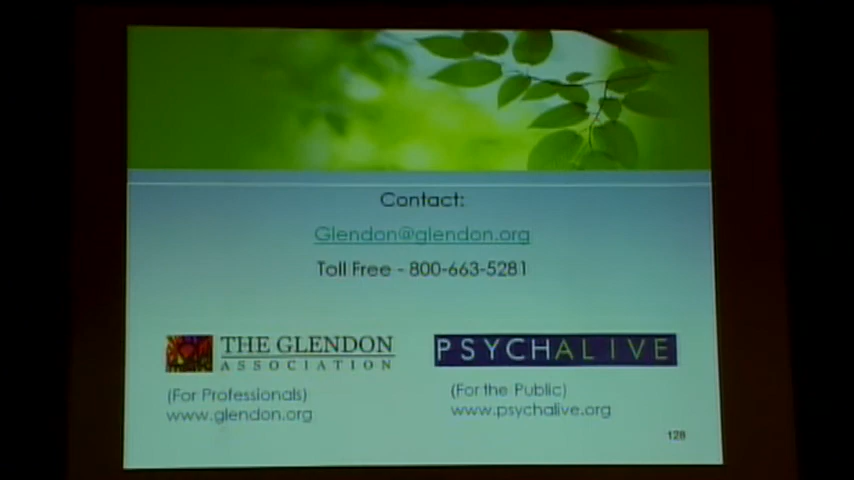 Contact:
Glendon@glendon.org
Toll Free - 800-663-5281
THE GLENDON
ASSOCIATION
(For Professionals)
www.glendon.org
PSYCHALIVE
(For the Public)
www.psychalive.org
128